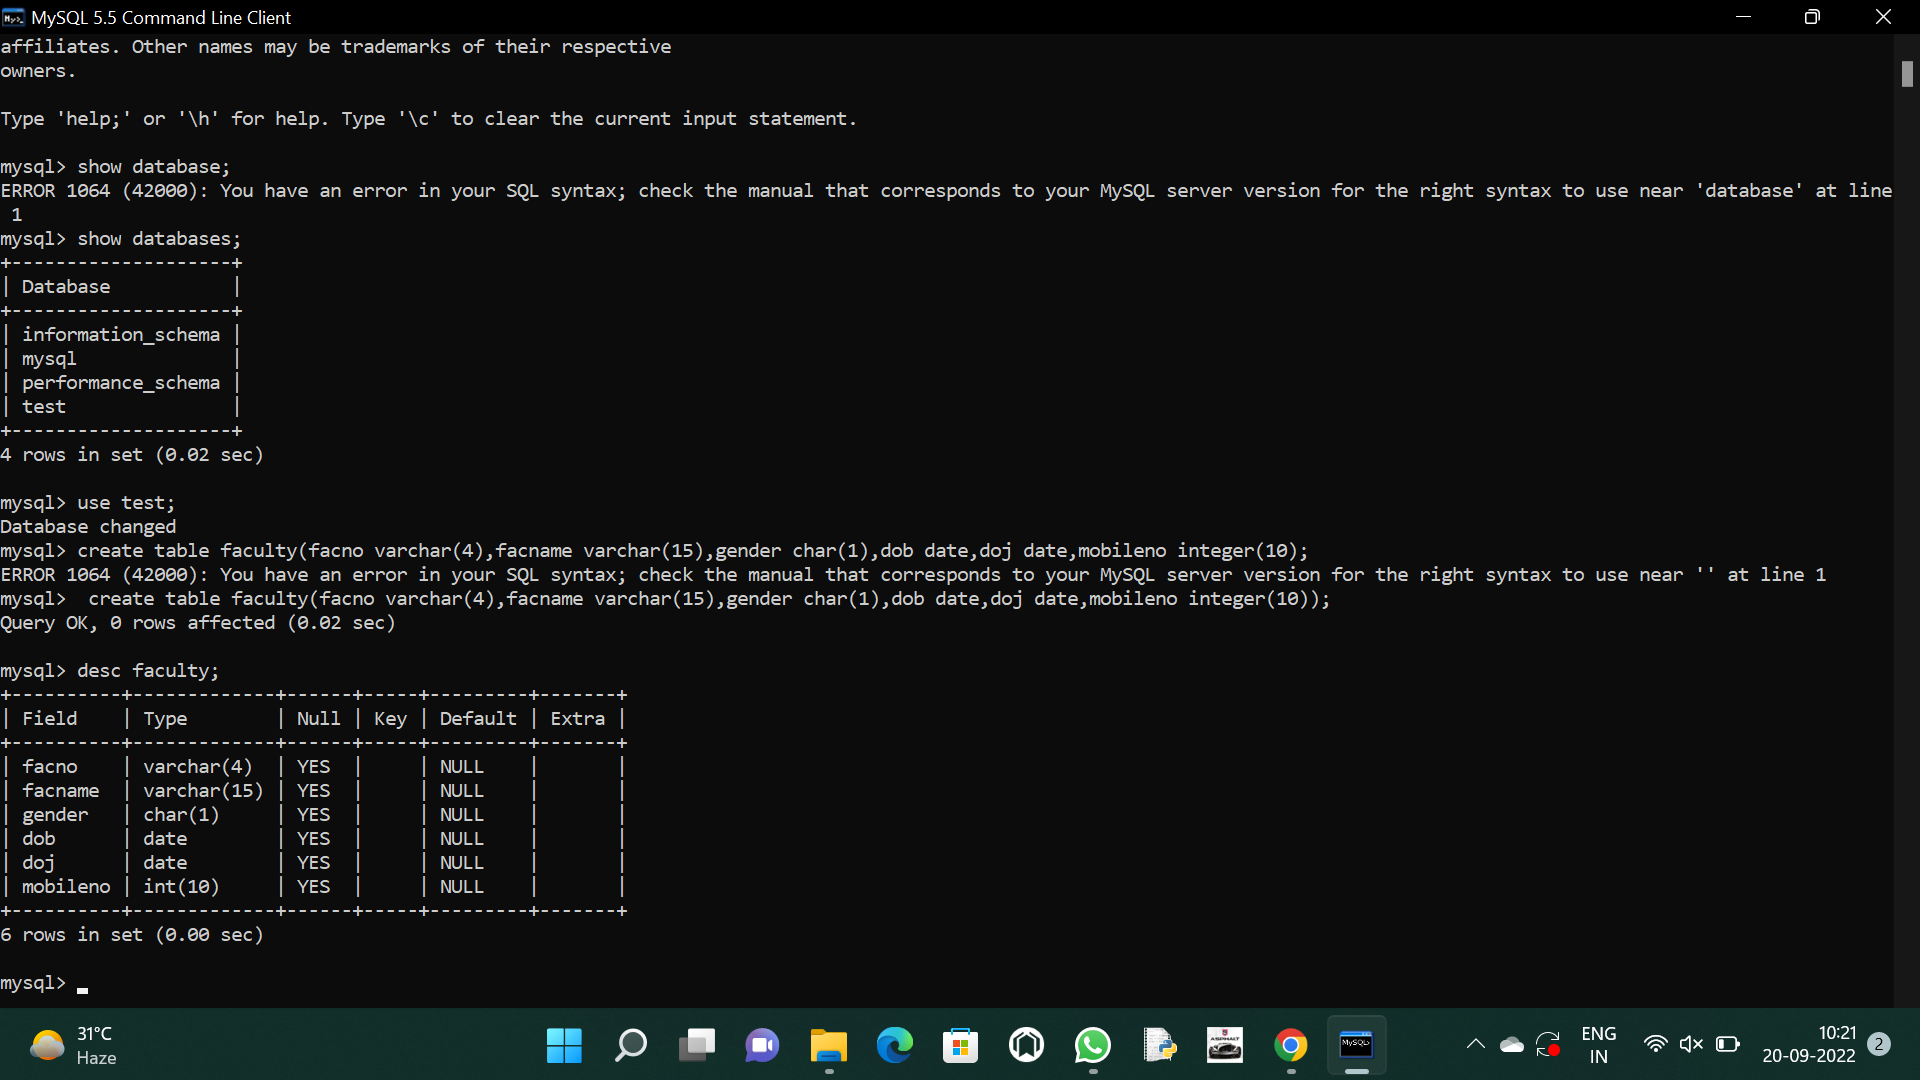 MySQL 5.5 Command Line Client
affiliates. Other names may be trademarks of their respective
owners.
Type 'help;' or '\h' for help. Type '\c' to clear the current input statement.
mysql> show database;
ERROR 1064 (42000): You have an error in your SQL syntax; check the manual that corresponds to your MySQL server version for the right syntax to use near 'database' at line
 1
mysql> show databases;
+--------------------+
| Database           |
+--------------------+
| information_schema |
| mysql              |
| performance_schema |
| test               |
+--------------------+
4 rows in set (0.02 sec)
mysql> use test;
Database changed
mysql> create table faculty(facno varchar(4),facname varchar(15),gender char(1),dob date,doj date,mobileno integer(10);
ERROR 1064 (42000): You have an error in your SQL syntax; check the manual that corresponds to your MySQL server version for the right syntax to use near '' at line 1
mysql>  create table faculty(facno varchar(4),facname varchar(15),gender char(1),dob date,doj date,mobileno integer(10));
Query OK, 0 rows affected (0.02 sec)
mysql> desc faculty;
+----------+-------------+------+-----+---------+-------+
| Field    | Type        | Null | Key | Default | Extra |
+----------+-------------+------+-----+---------+-------+
| facno    | varchar(4)  | YES  |     | NULL    |       |
| facname  | varchar(15) | YES  |     | NULL    |       |
| gender   | char(1)     | YES  |     | NULL    |       |
| dob      | date        | YES  |     | NULL    |       |
| doj      | date        | YES  |     | NULL    |       |
| mobileno | int(10)     | YES  |     | NULL    |       |
+----------+-------------+------+-----+---------+-------+
6 rows in set (0.00 sec)
mysql> _
31°C
Haze
ASPHALT
MySQL>
ENG
IN
10:21
20-09-2022
2